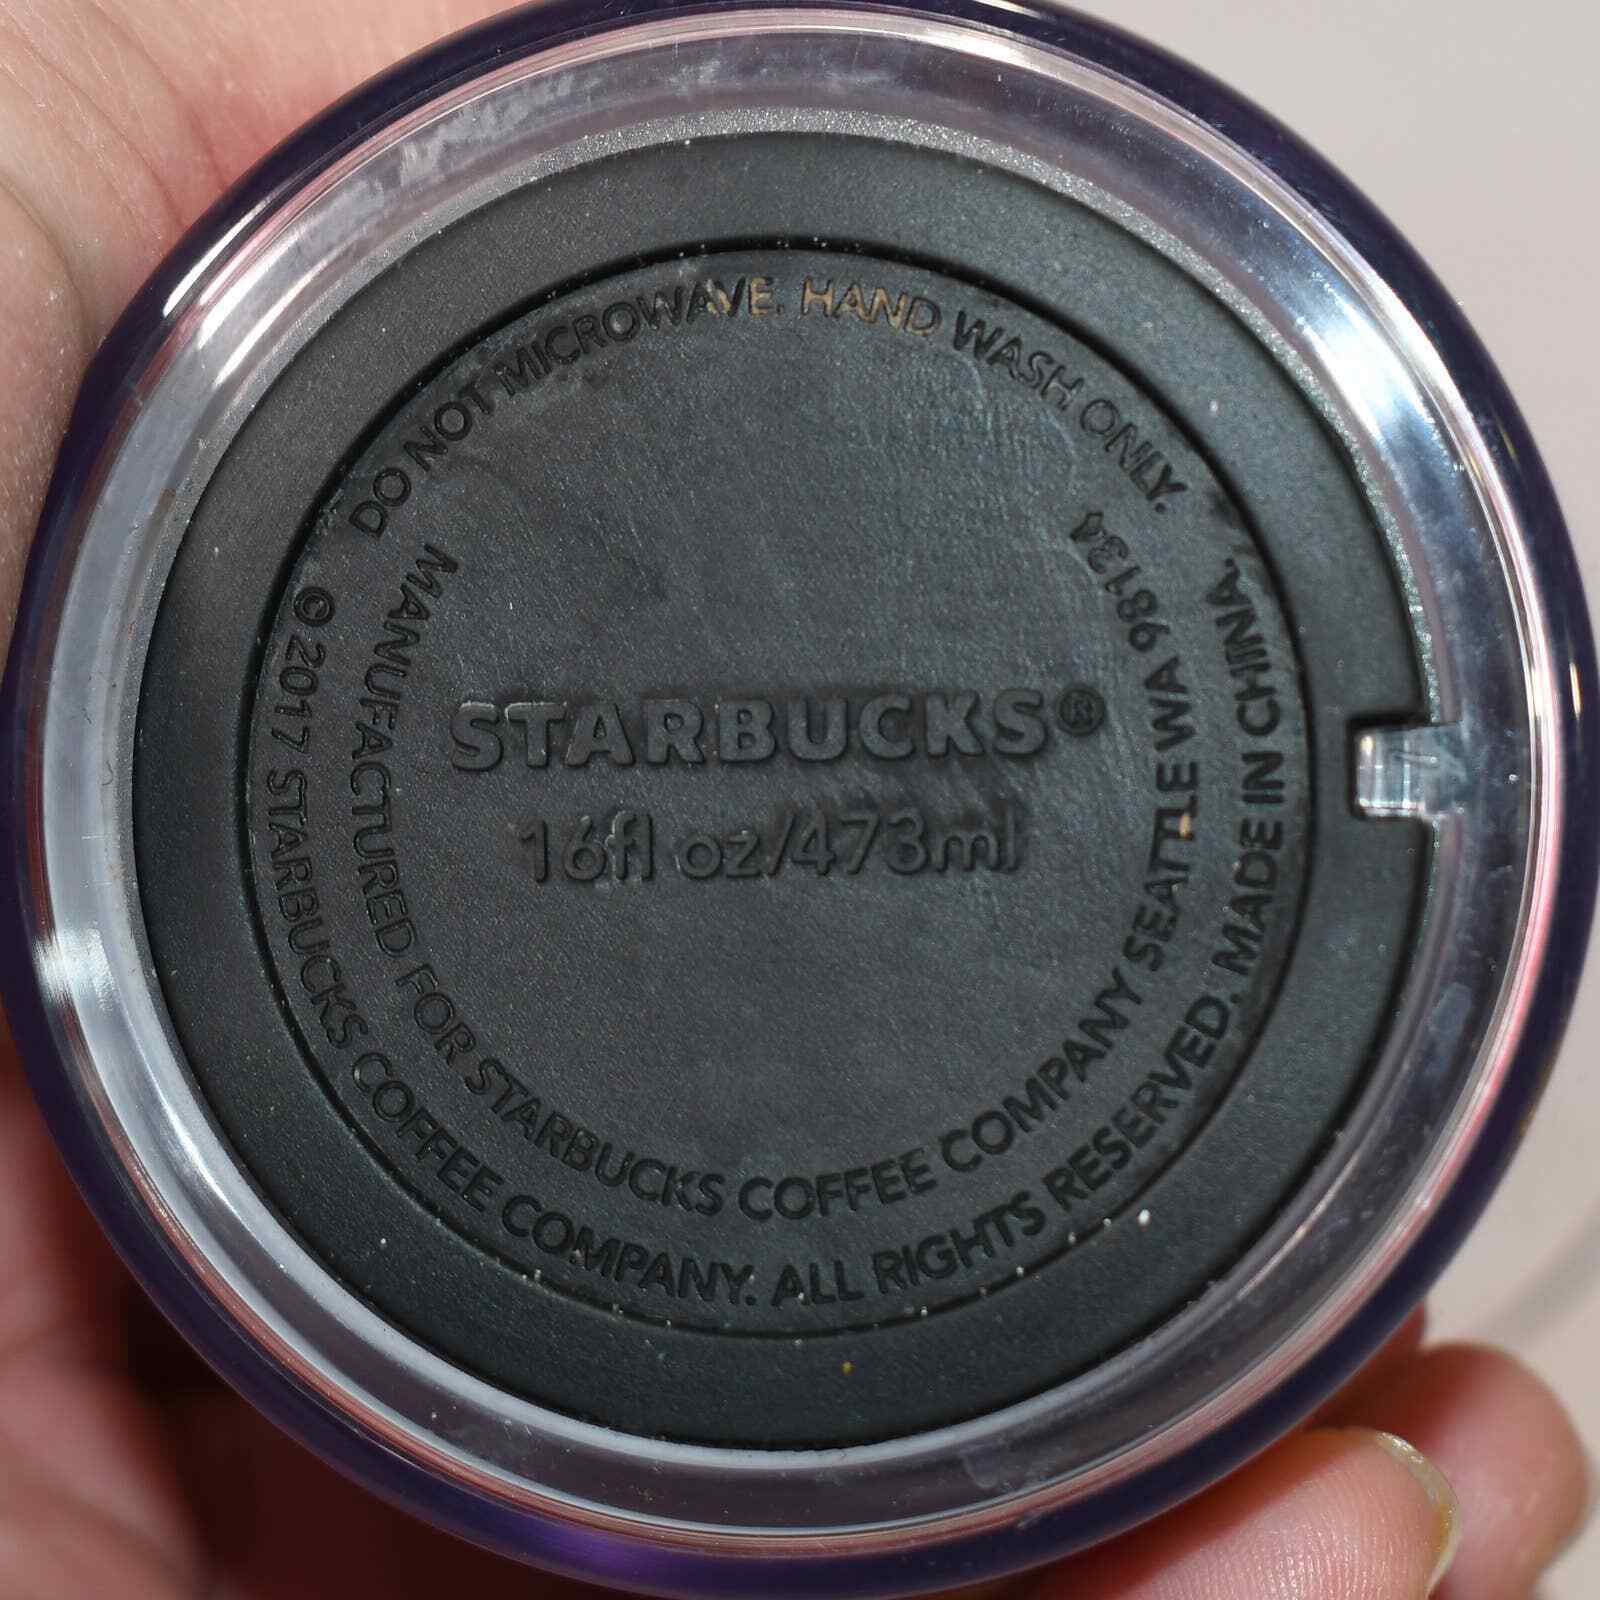 DO NOT MICROWAVE. HAND WASH ONLY.
© 2017 STARBUCKS COFFEE COMPANY. ALL RIGHTS RESERVED. MADE IN CHINA.
MANUFACTURED FOR STARBUCKS COFFEE COMPANY SEATTLE WA 98134
STARBUCKS®
16fl oz/473ml